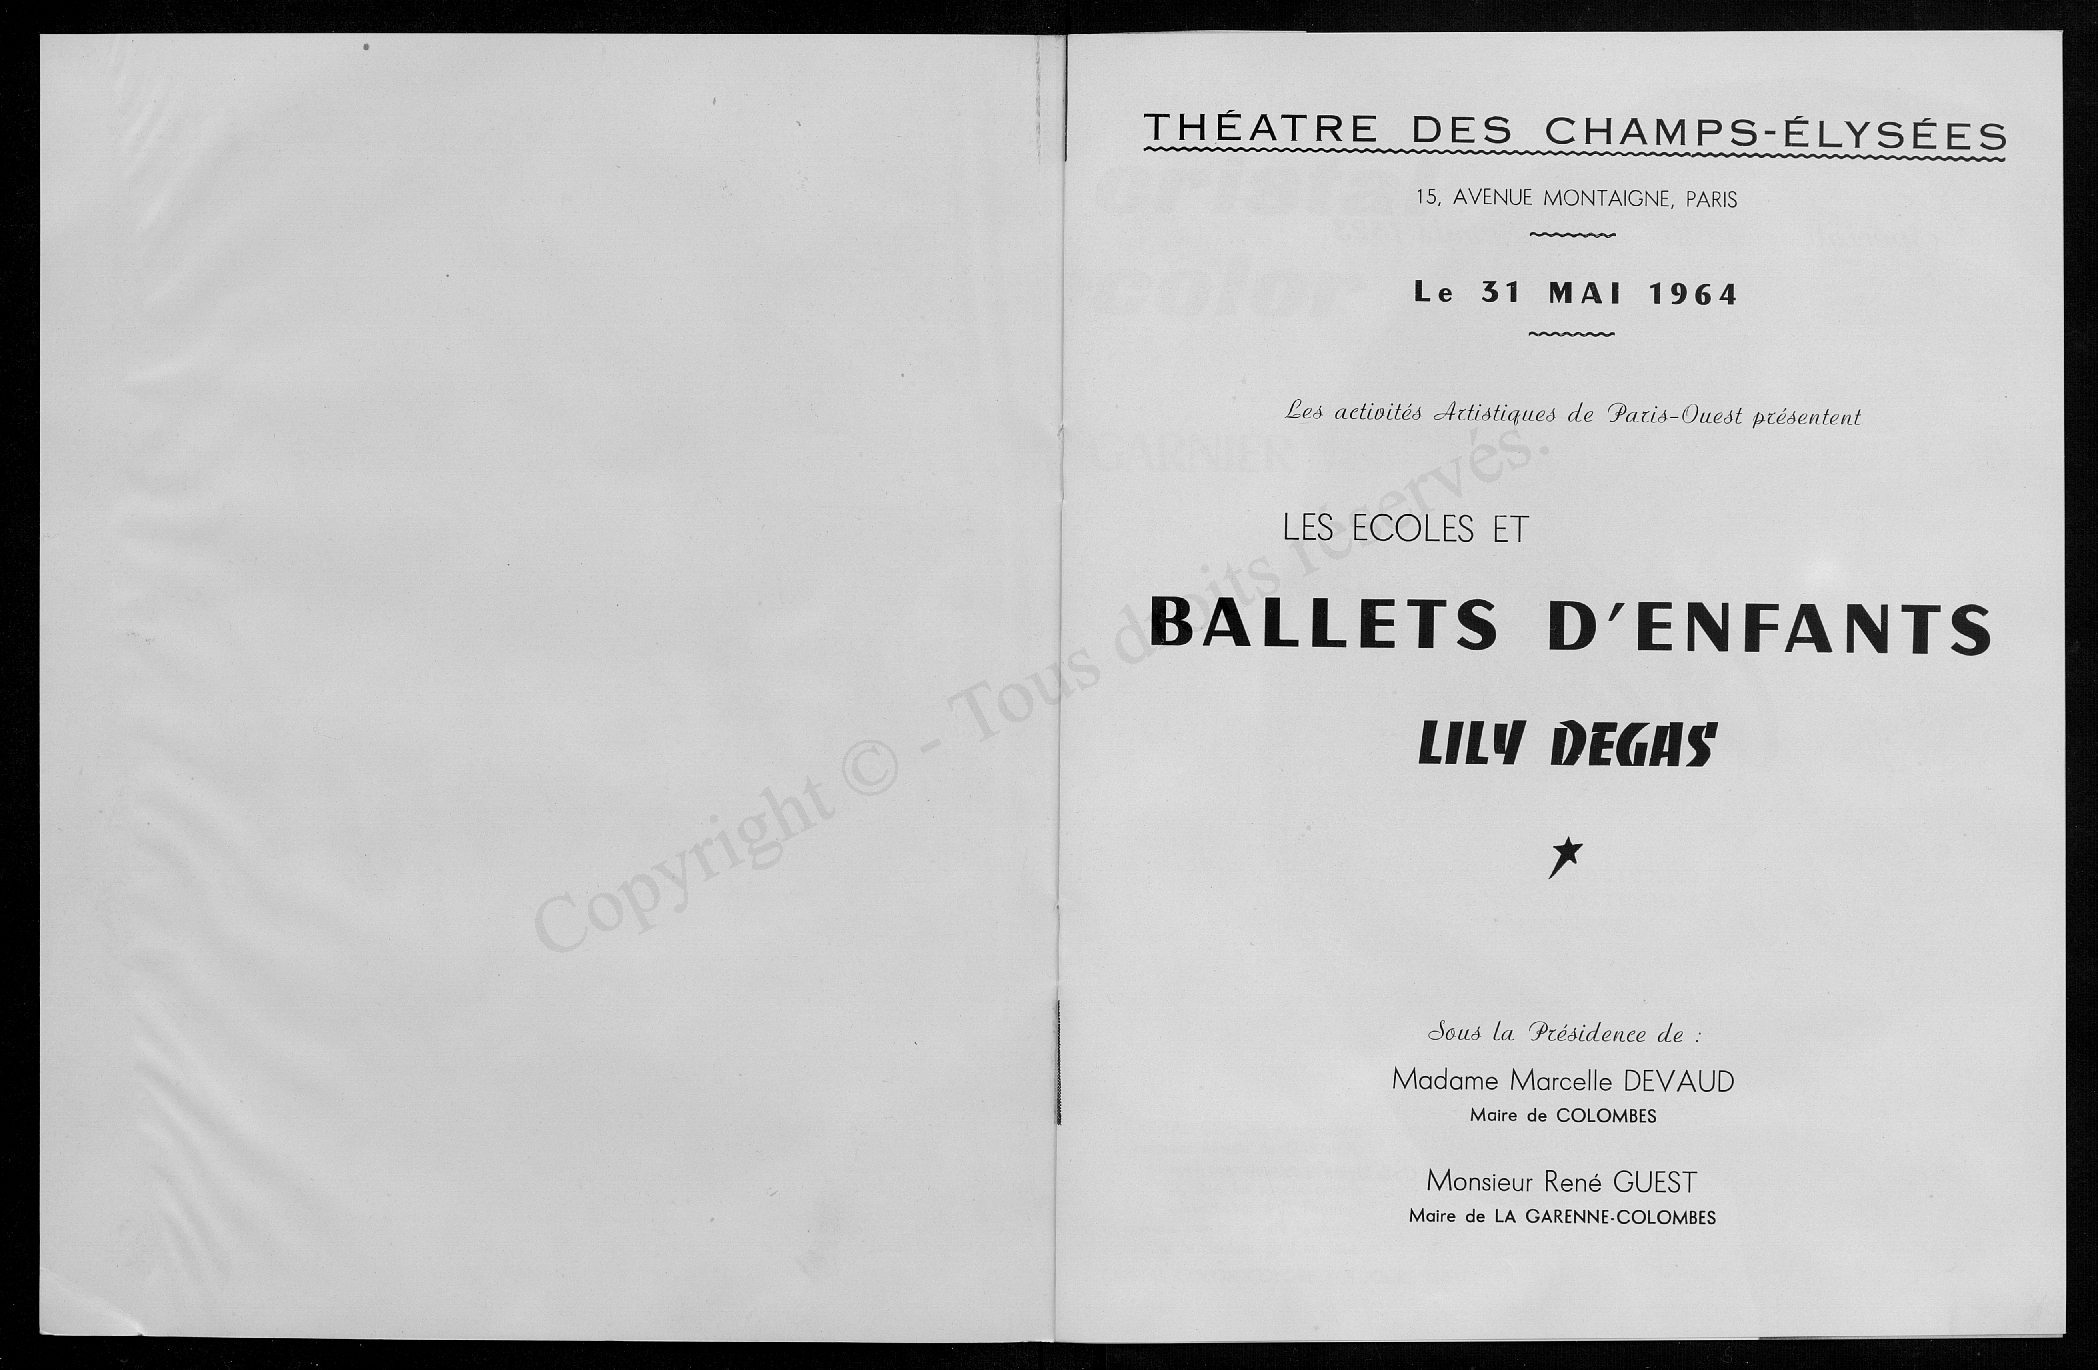 THÉATRE DES CHAMPS-ÉLYSÉES
15, AVENUE MONTAIGNE, PARIS
Le 31 MAI 1964
Les activités Artistiques de Paris-Ouest présentent
LES ECOLES ET
BALLETS D'ENFANTS
LILY DEGAS
Sous la Présidence de :
Madame Marcelle DEVAUD
Maire de COLOMBES
Monsieur René GUEST
Maire de LA GARENNE-COLOMBES
Copyright © - Tous droits réservés.